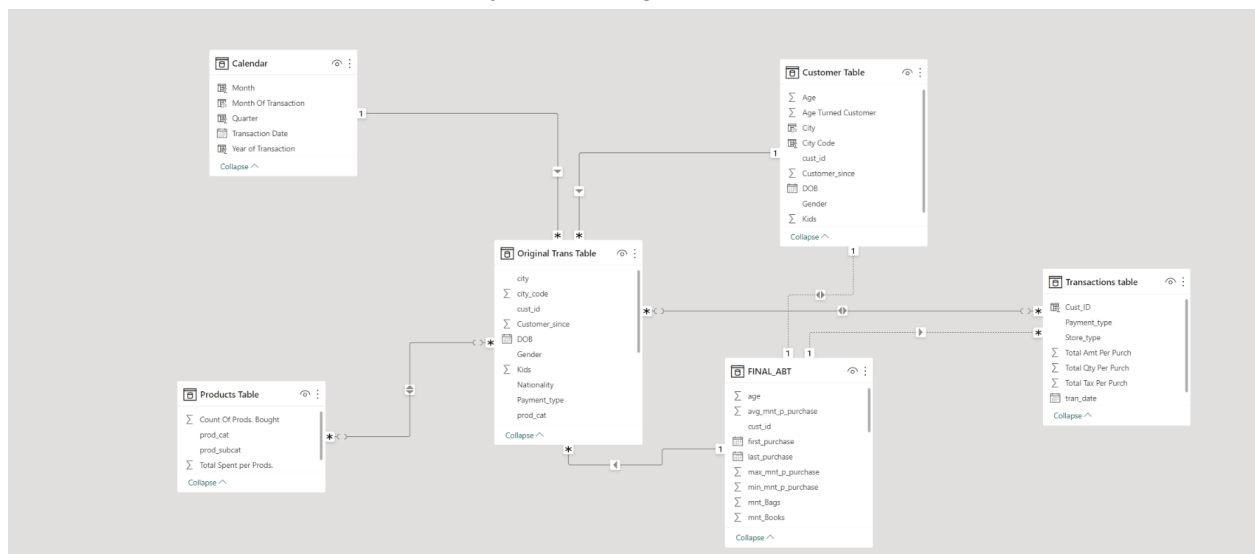 Calendar
Month
Month Of Transaction
Quarter
Transaction Date
Year of Transaction
Collapse
1
Customer Table
Age
Age Turned Customer
City
City Code
cust_id
Customer_since
DOB
Gender
Kids
Collapse
1
1
*
*
Original Trans Table
city
city_code
cust_id
Customer_since
DOB
Gender
Kids
Nationality
Payment_type
prod_cat
Collapse
*
*
*
Transactions table
Cust_ID
Payment_type
Store_type
Total Amt Per Purch
Total Qty Per Purch
Total Tax Per Purch
tran_date
Collapse
*
*
Products Table
Count Of Prods. Bought
prod_cat
prod_subcat
Total Spent per Prods.
Collapse
*
1
1
FINAL_ABT
age
avg_mnt_p_purchase
cust_id
first_purchase
last_purchase
max_mnt_p_purchase
min_mnt_p_purchase
mnt_Bags
mnt_Books
Collapse
1